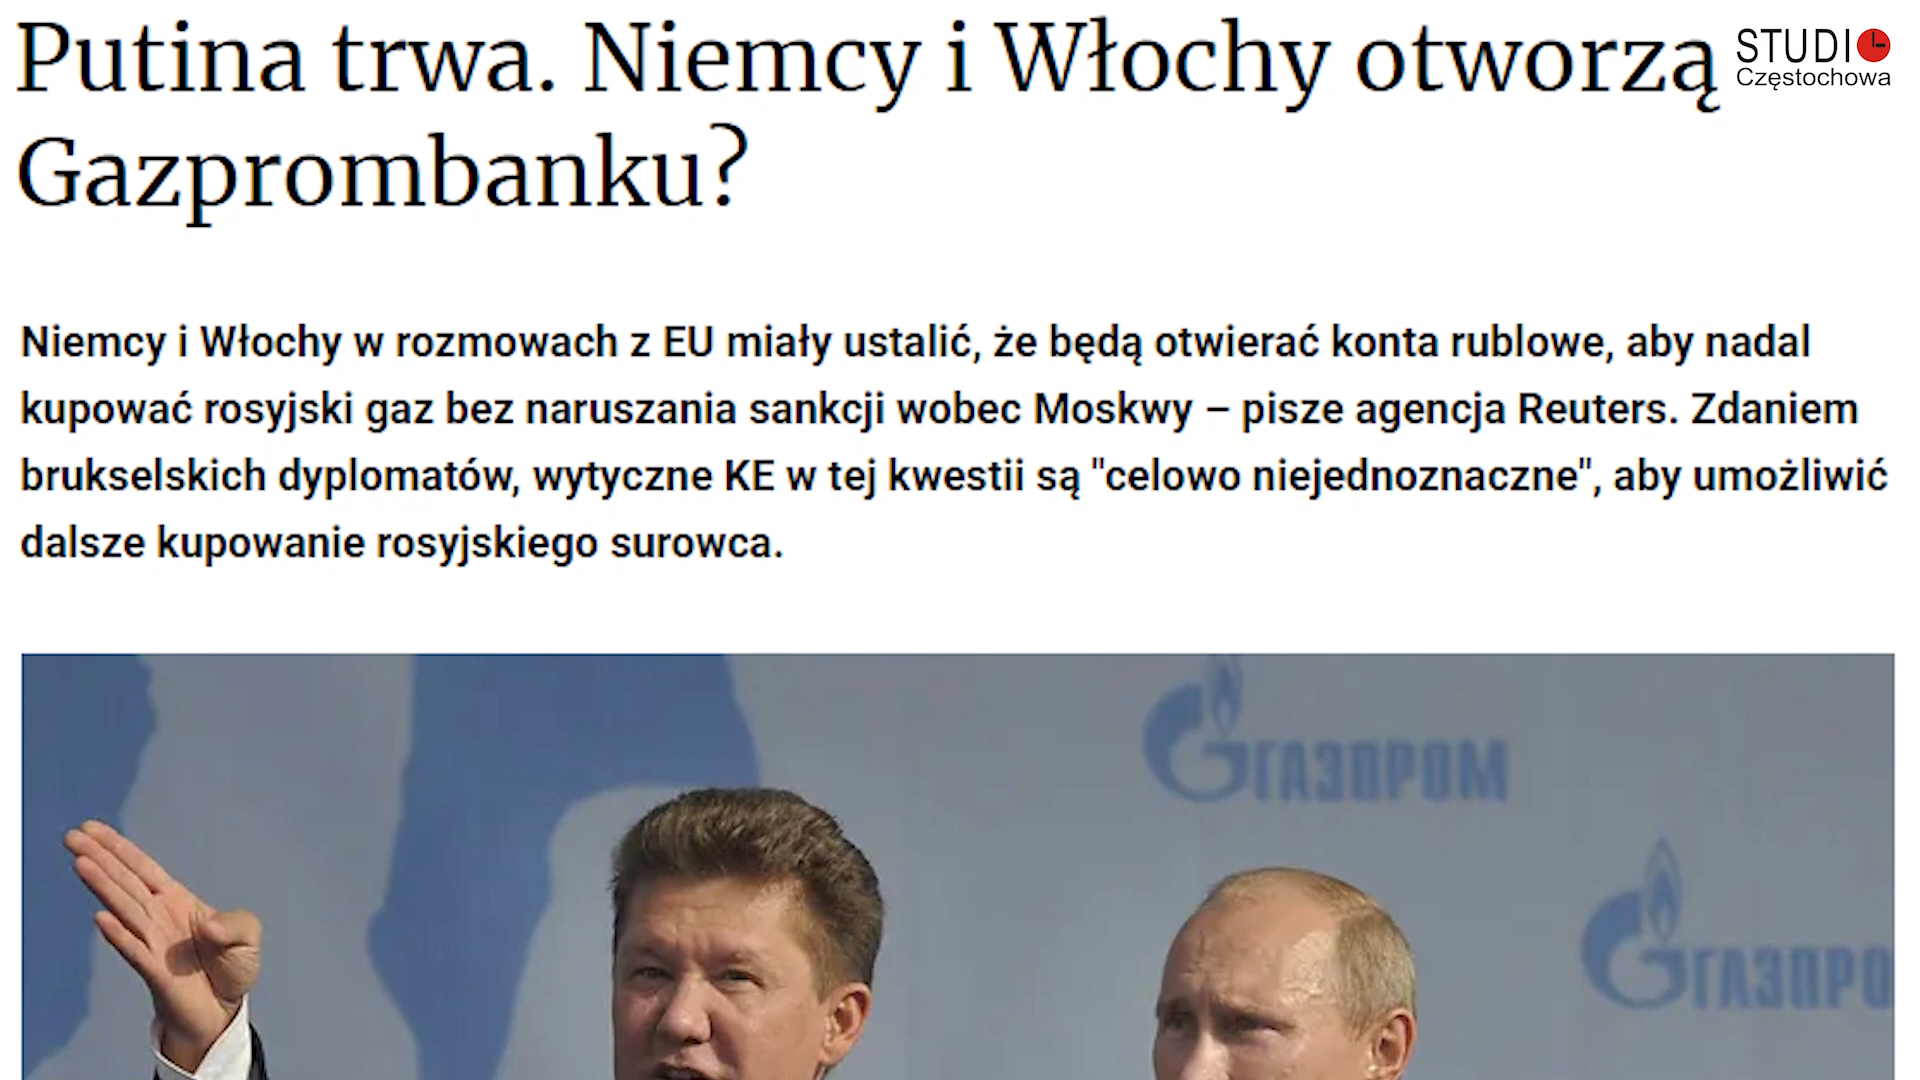 Putina trwa. Niemcy i Włochy otworzą
Gazprombanku?
STUDIO
Częstochowa
Niemcy i Włochy w rozmowach z EU miały ustalić, że będą otwierać konta rublowe, aby nadal
kupować rosyjski gaz bez naruszania sankcji wobec Moskwy – pisze agencja Reuters. Zdaniem
brukselskich dyplomatów, wytyczne KE w tej kwestii są "celowo niejednoznaczne", aby umożliwić
dalsze kupowanie rosyjskiego surowca.
ГАЗПРОМ
ГАЗПРО